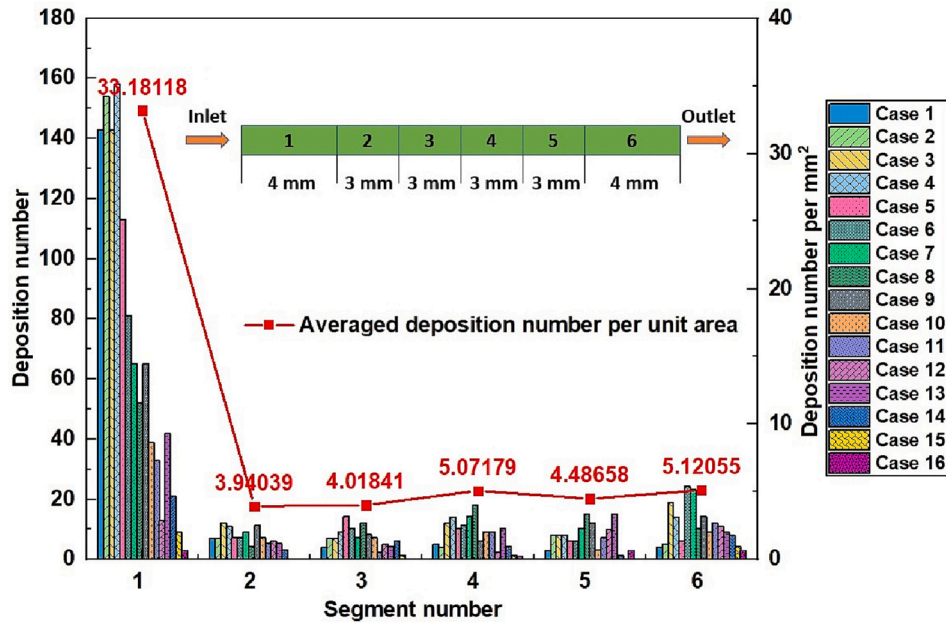 180
160
140
120
100
80
60
40
20
0
Deposition number
40
30
20
10
0
Deposition number per mm²
33.18118
3.94039
4.01841
5.07179
4.48658
5.12055
Inlet
Outlet
1 2 3 4 5 6
4 mm 3 mm 3 mm 3 mm 3 mm 4 mm
Averaged deposition number per unit area
1 2 3 4 5 6
Segment number
Case 1
Case 2
Case 3
Case 4
Case 5
Case 6
Case 7
Case 8
Case 9
Case 10
Case 11
Case 12
Case 13
Case 14
Case 15
Case 16